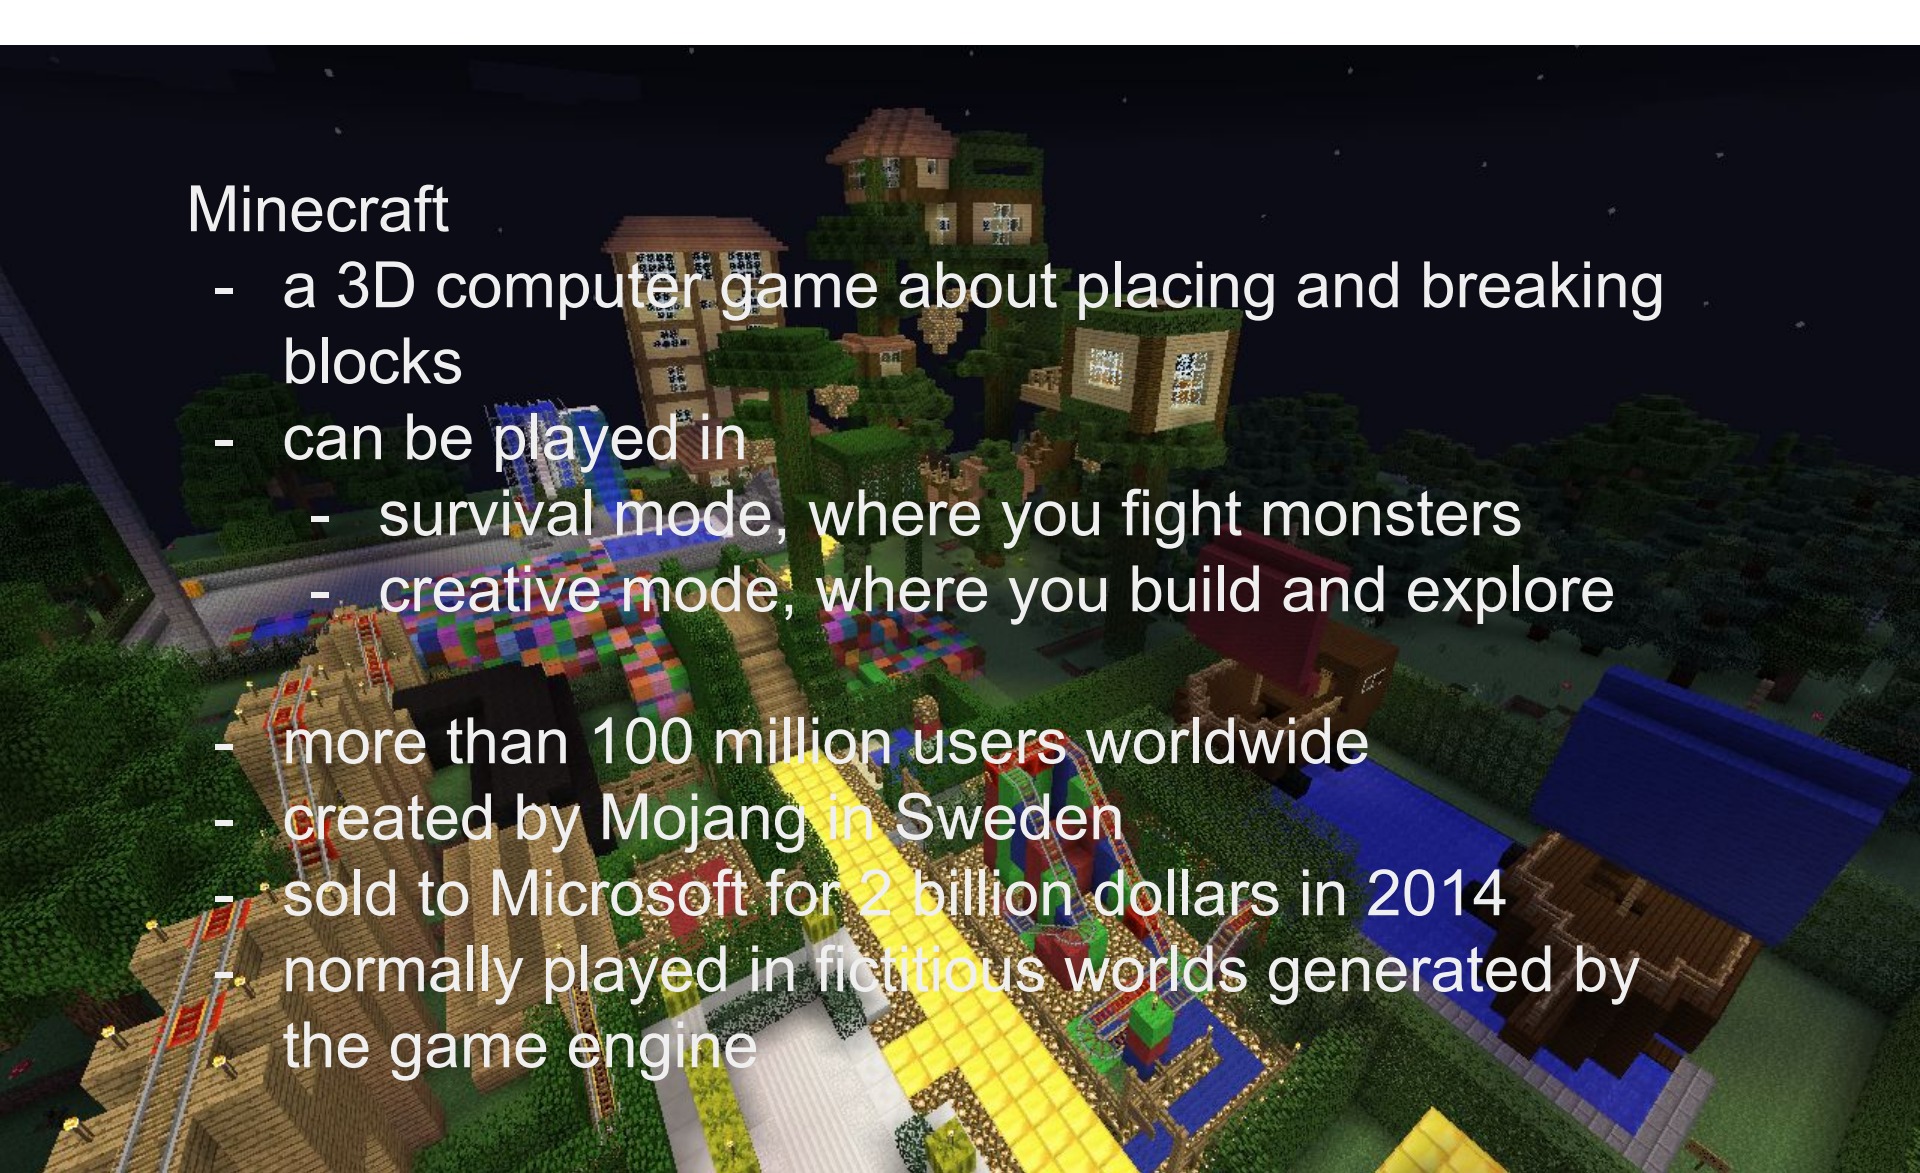 Minecraft
- a 3D computer game about placing and breaking
blocks
- can be played in
- survival mode, where you fight monsters
- creative mode, where you build and explore
- more than 100 million users worldwide
- created by Mojang in Sweden
- sold to Microsoft for 2 billion dollars in 2014
- normally played in fictitious worlds generated by
the game engine